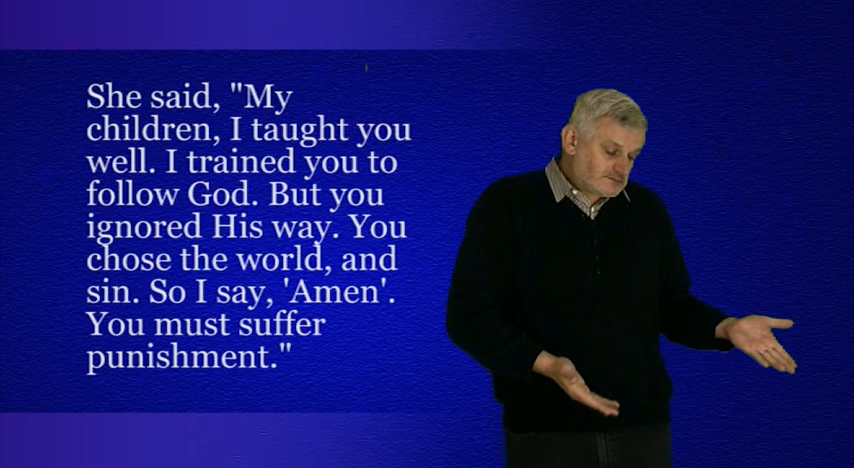 She said, "My
children, I taught you
well. I trained you to
follow God. But you
ignored His way. You
chose the world, and
sin. So I say, 'Amen'.
You must suffer
punishment."